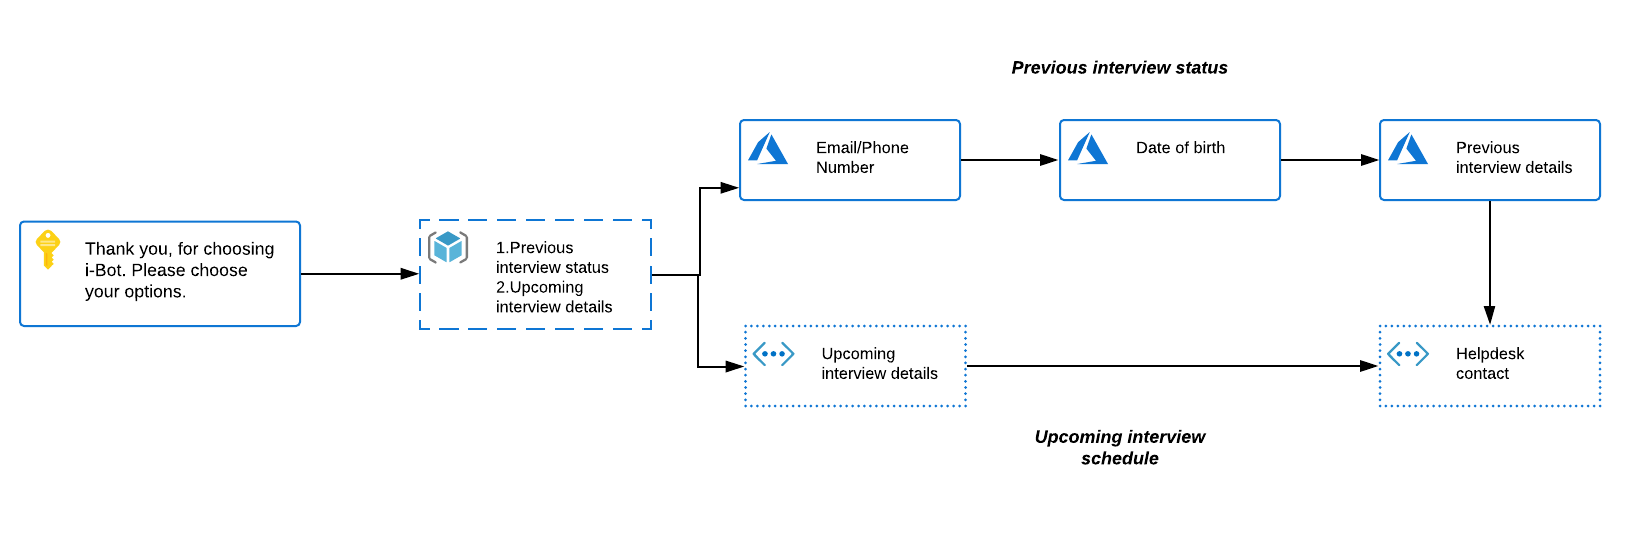 Previous interview status
Email/Phone
Number
Date of birth
Previous
interview details
Thank you, for choosing
i-Bot. Please choose
your options.
1.Previous
interview status
2.Upcoming
interview details
Upcoming
interview details
Helpdesk
contact
Upcoming interview
schedule